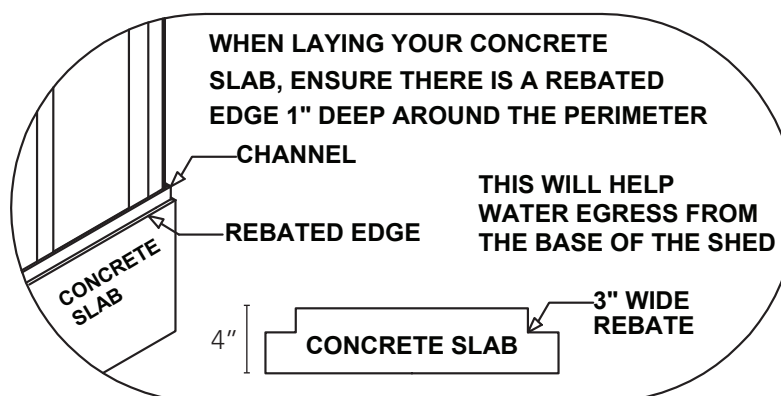 WHEN LAYING YOUR CONCRETE
SLAB, ENSURE THERE IS A REBATED
EDGE 1" DEEP AROUND THE PERIMETER
CHANNEL
THIS WILL HELP
WATER EGRESS FROM
THE BASE OF THE SHED
REBATED EDGE
CONCRETE
SLAB
3" WIDE
REBATE
4”
CONCRETE SLAB